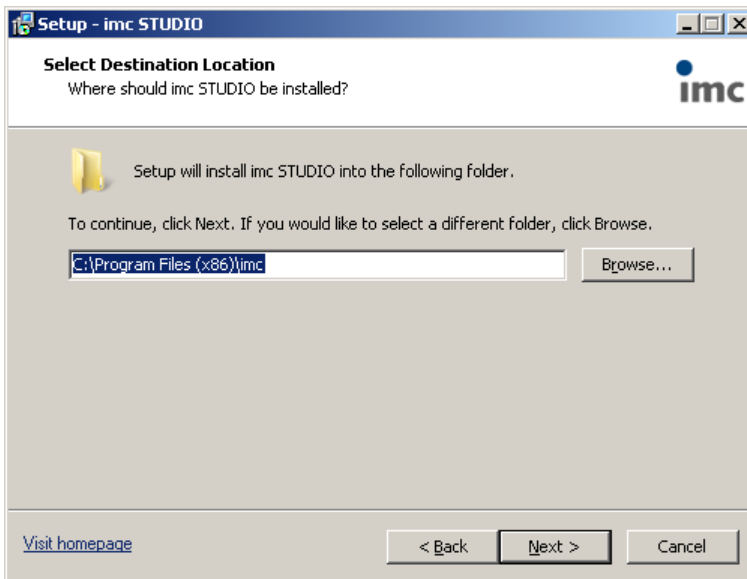 Setup - imc STUDIO
Select Destination Location
Where should imc STUDIO be installed?
imc
Setup will install imc STUDIO into the following folder.
To continue, click Next. If you would like to select a different folder, click Browse.
C:\Program Files (x86)\imc
Browse...
Visit homepage
< Back
Next >
Cancel